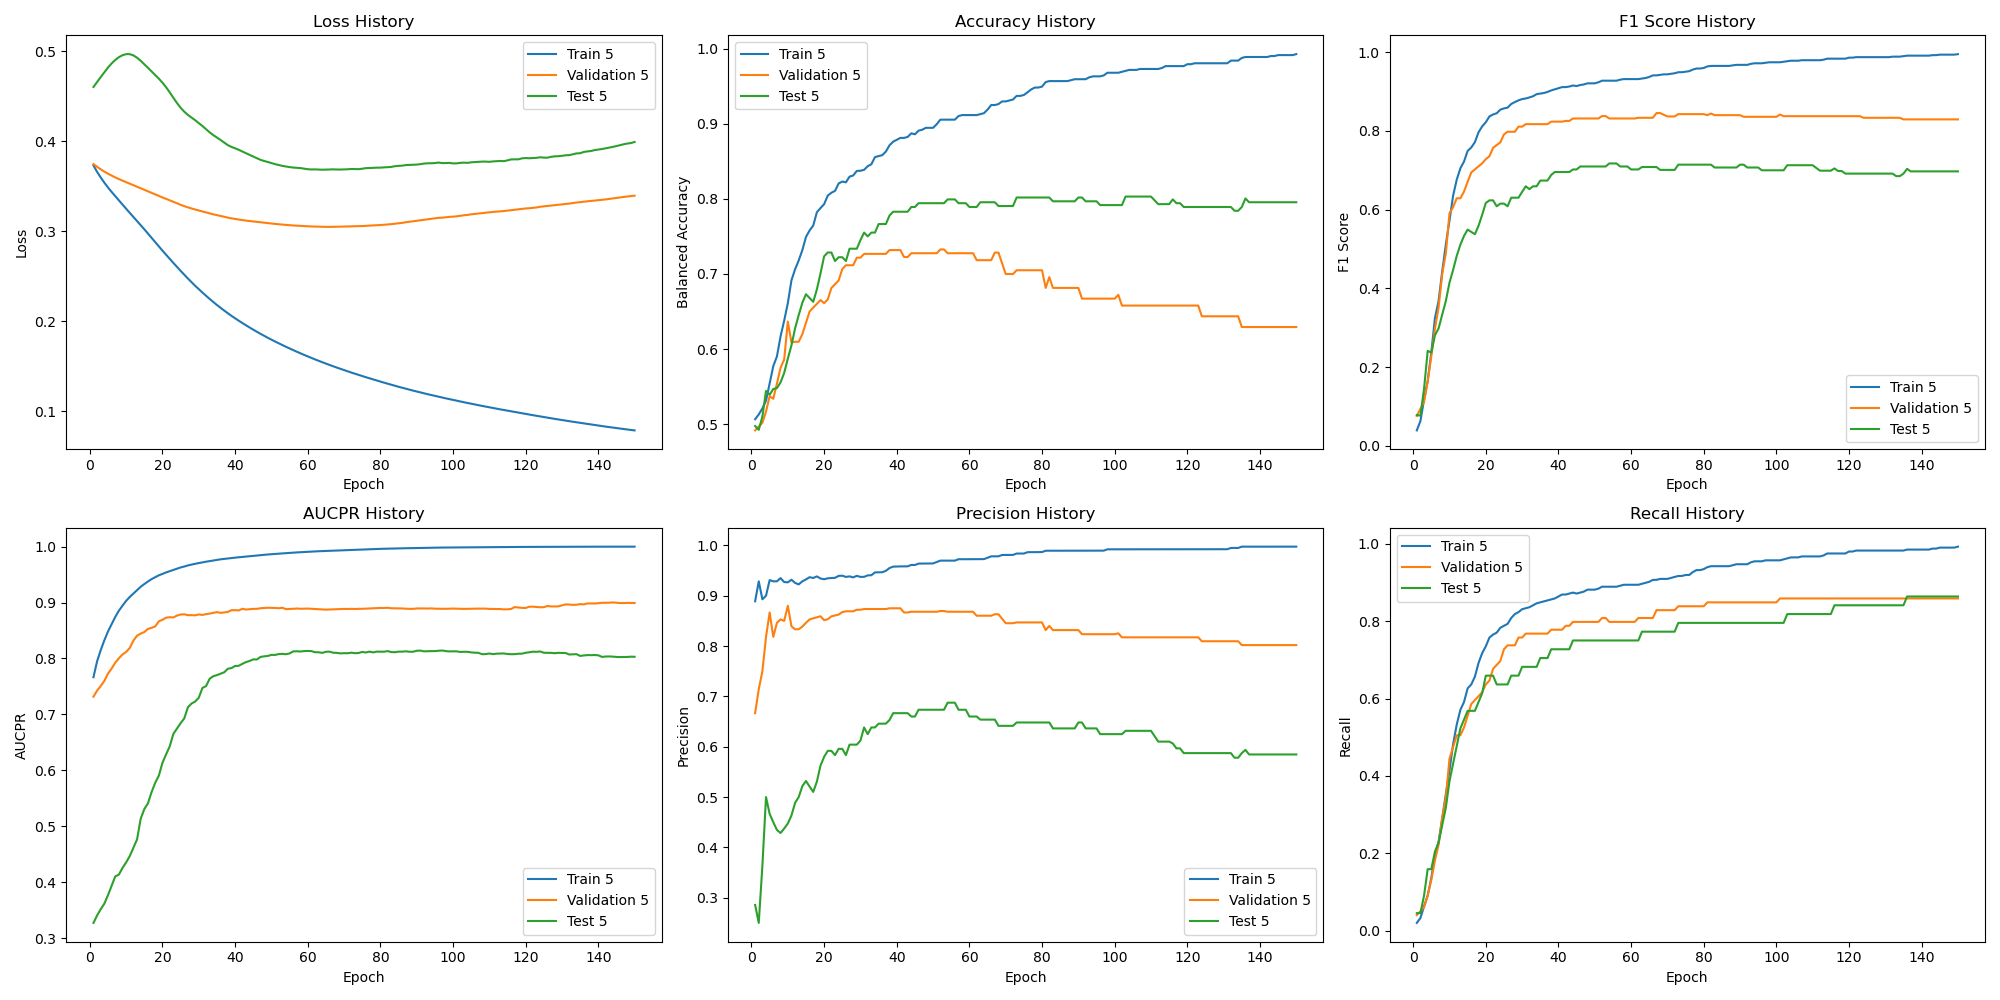 Loss History
0.5
0.4
0.3
0.2
0.1
Loss
0 20 40 60 80 100 120 140
Epoch
Train 5
Validation 5
Test 5
Accuracy History
1.0
0.9
0.8
0.7
0.6
0.5
Balanced Accuracy
0 20 40 60 80 100 120 140
Epoch
Train 5
Validation 5
Test 5
F1 Score History
1.0
0.8
0.6
0.4
0.2
0.0
F1 Score
0 20 40 60 80 100 120 140
Epoch
Train 5
Validation 5
Test 5
AUCPR History
1.0
0.9
0.8
0.7
0.6
0.5
0.4
0.3
AUCPR
0 20 40 60 80 100 120 140
Epoch
Train 5
Validation 5
Test 5
Precision History
1.0
0.9
0.8
0.7
0.6
0.5
0.4
0.3
Precision
0 20 40 60 80 100 120 140
Epoch
Train 5
Validation 5
Test 5
Recall History
1.0
0.8
0.6
0.4
0.2
0.0
Recall
0 20 40 60 80 100 120 140
Epoch
Train 5
Validation 5
Test 5